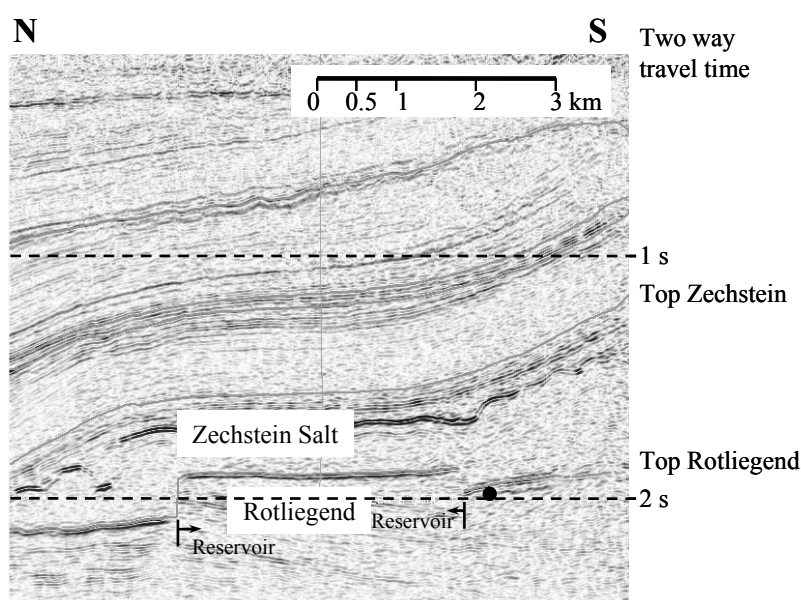 N
S
Two way
travel time
0 0.5 1 2 3 km
1 s
Top Zechstein
Zechstein Salt
Top Rotliegend
2 s
Rotliegend
Reservoir
Reservoir